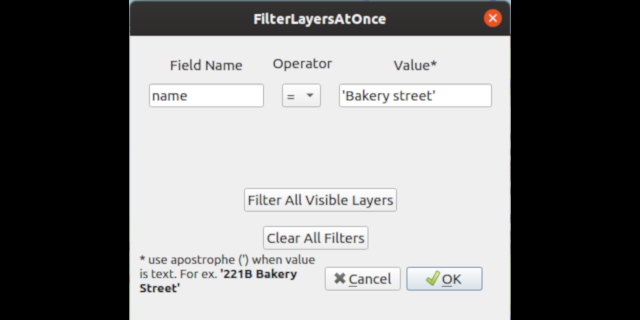 FilterLayersAtOnce
Field Name Operator Value*
name = 'Bakery street'
Filter All Visible Layers
Clear All Filters
* use apostrophe (') when value
is text. For ex. '221B Bakery
Street'
Cancel OK